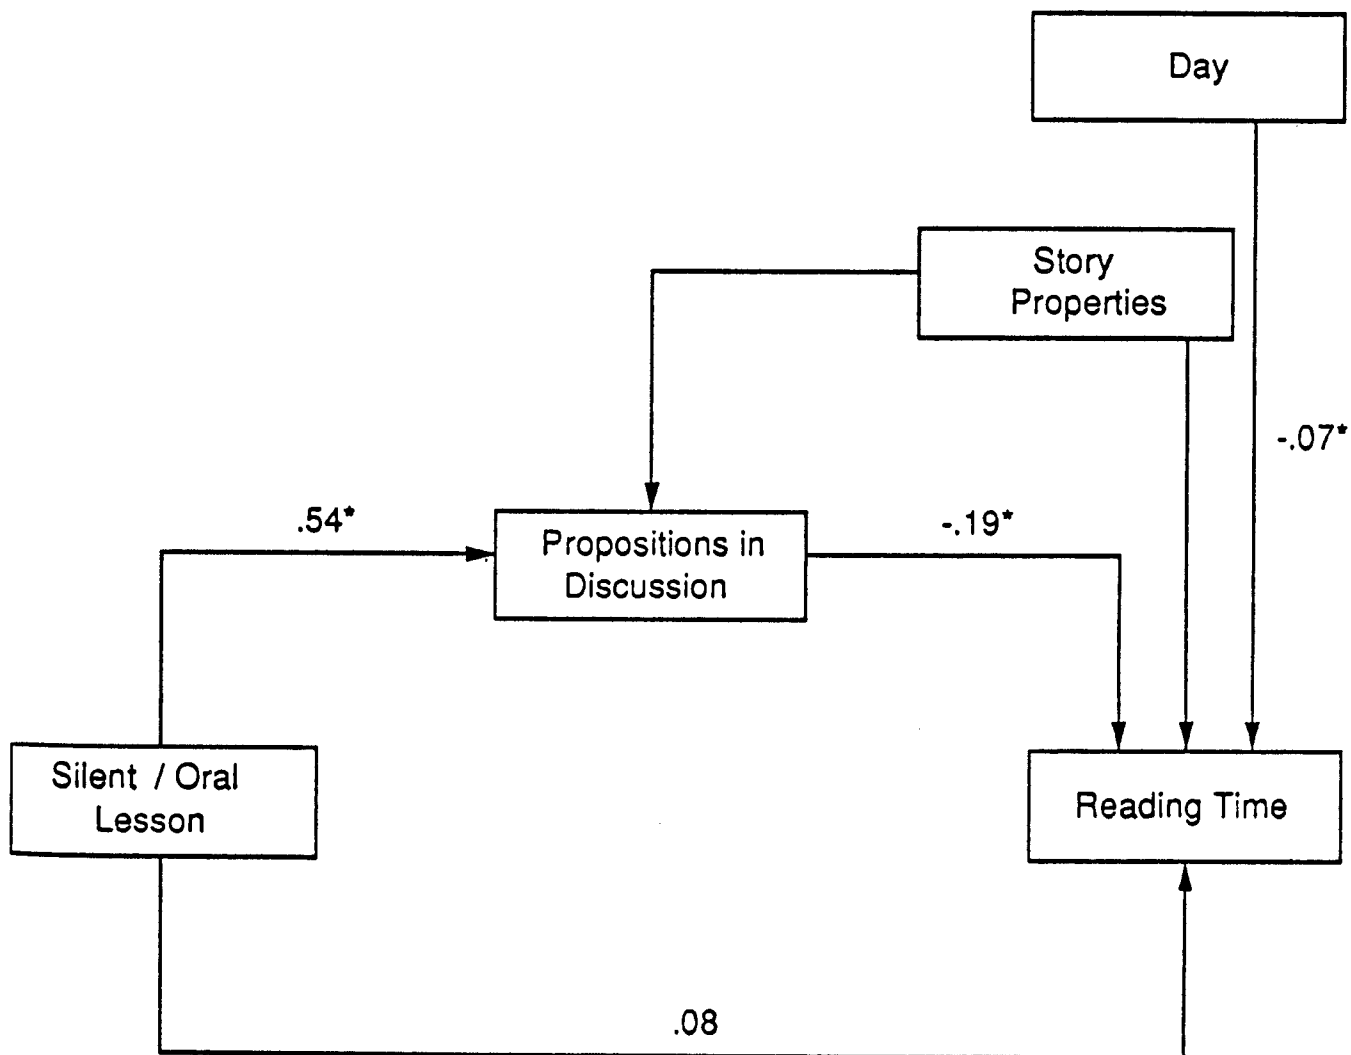 Day
Story
Properties
-.07*
.54*
Propositions in
Discussion
-.19*
Silent / Oral
Lesson
Reading Time
.08